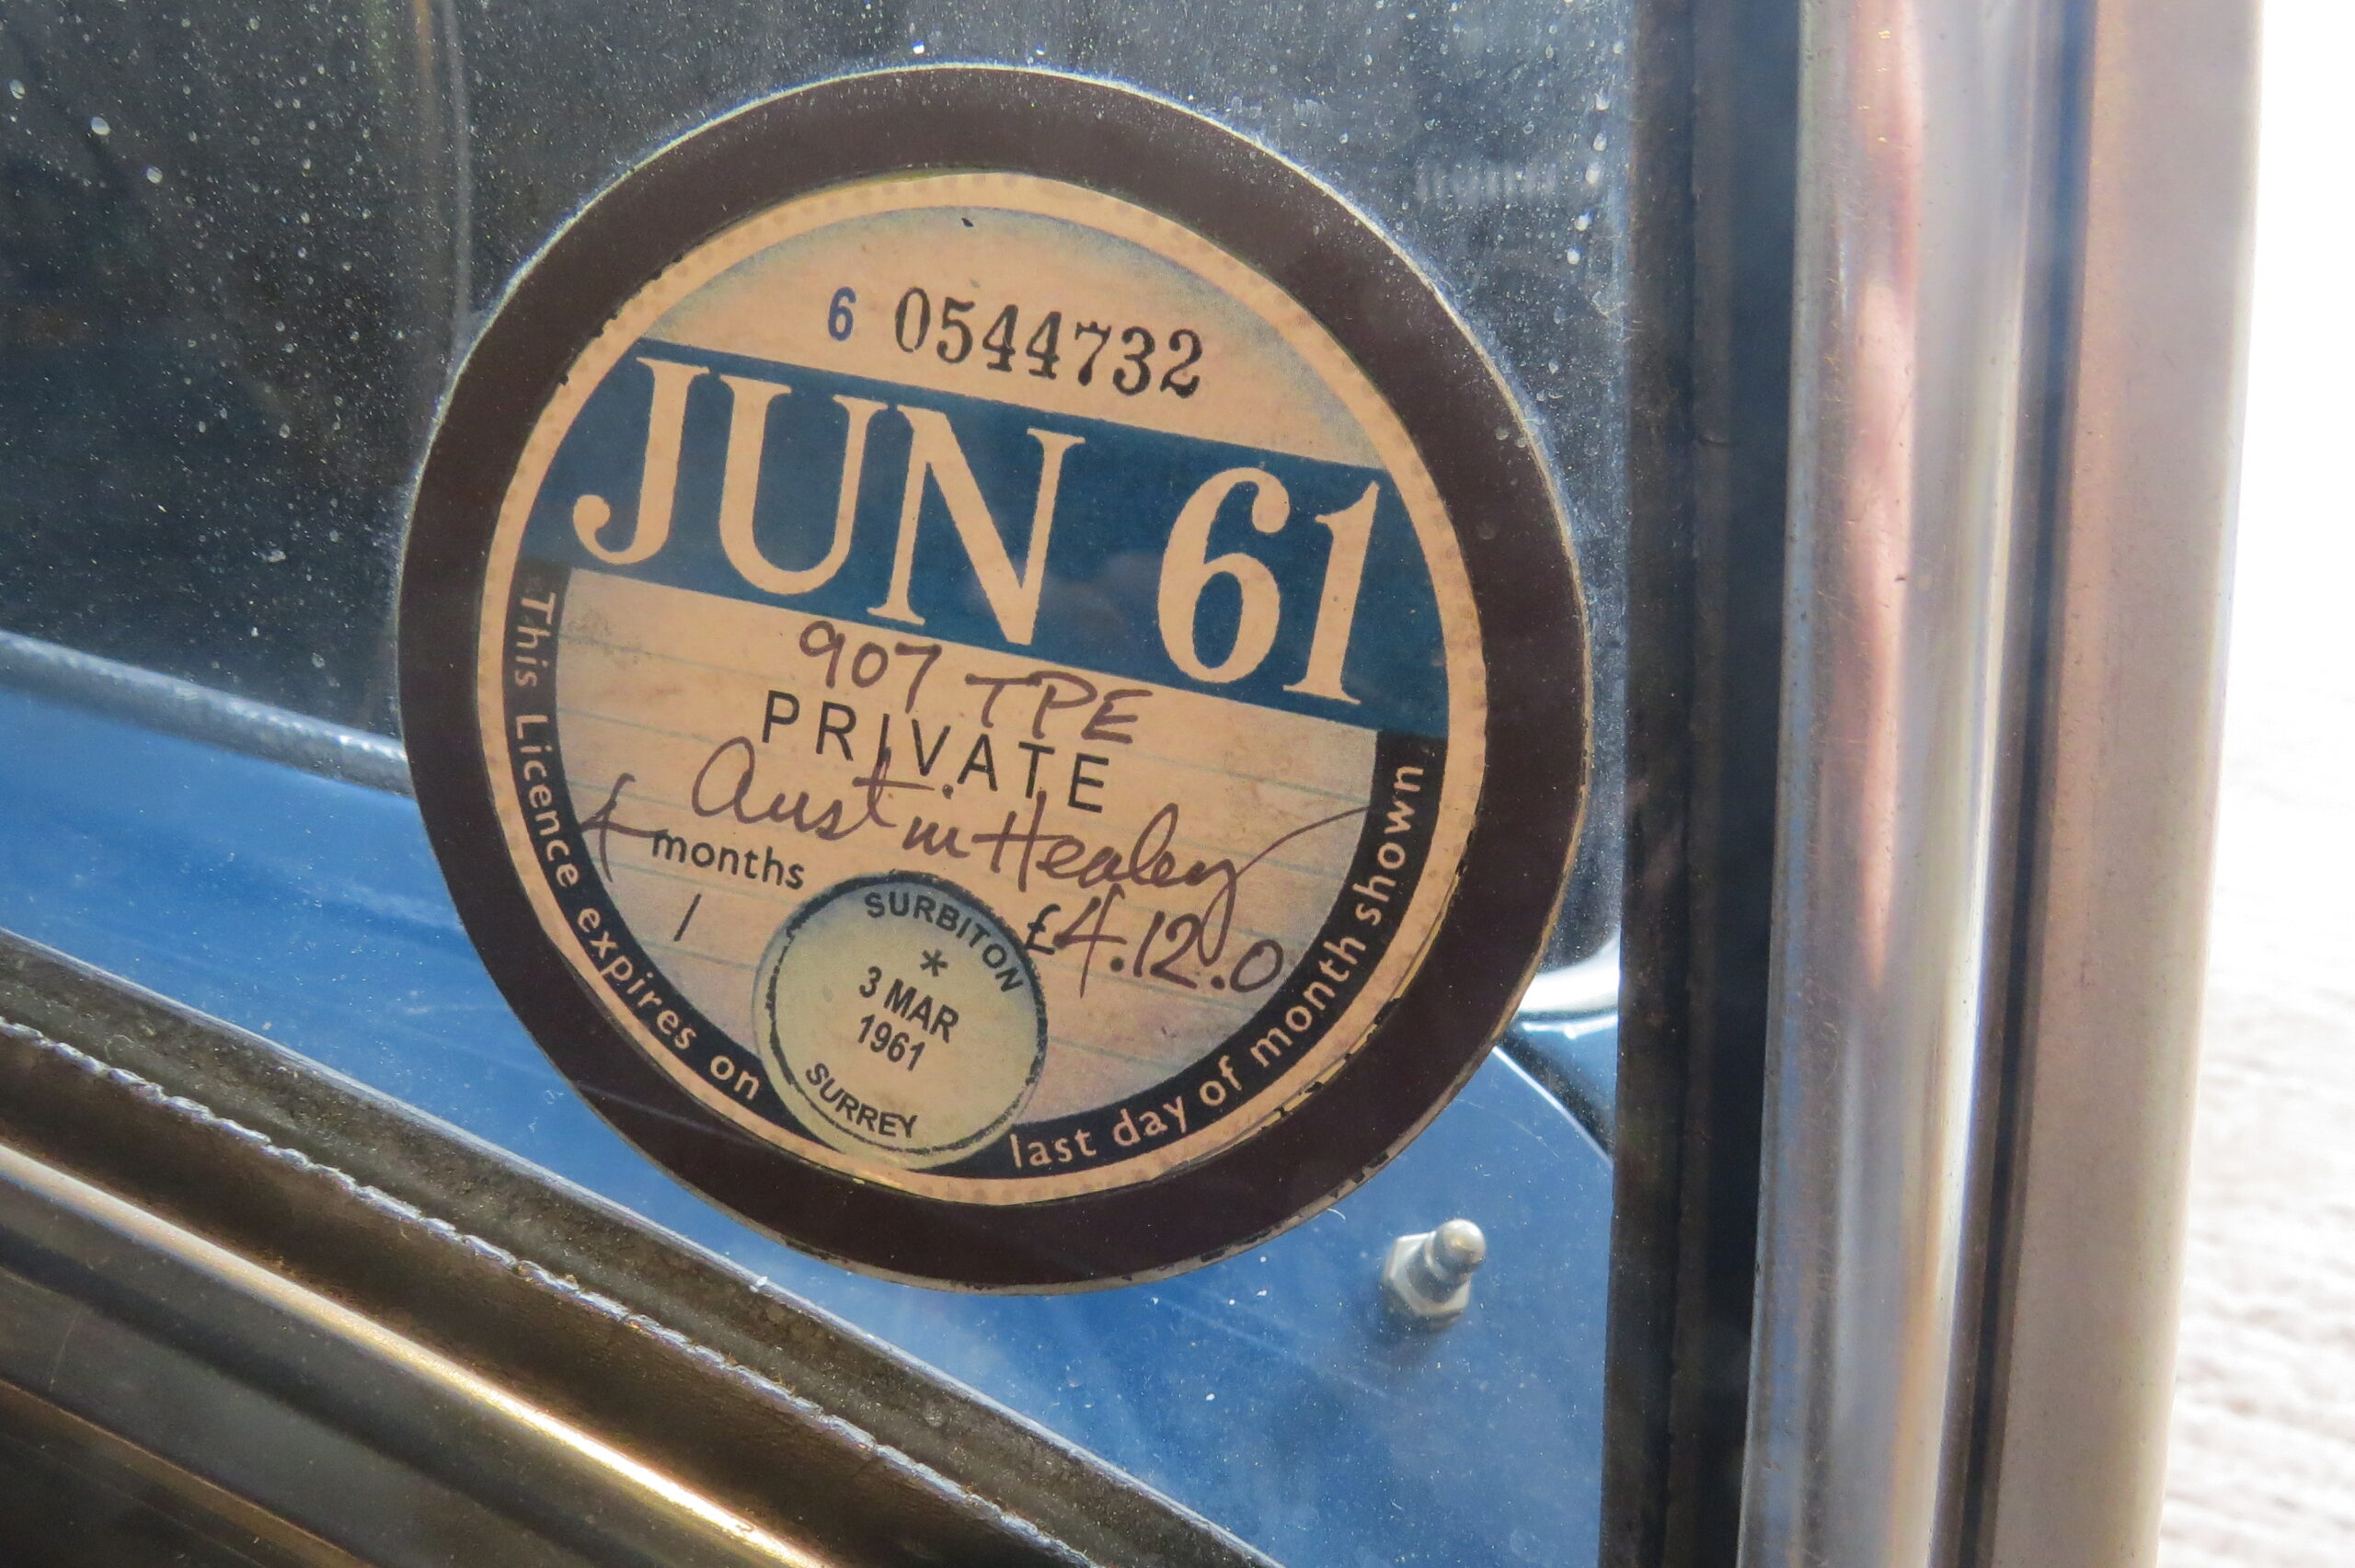 6 0544732
JUN 61
907 TPE
PRIVATE
Austin Healey
4 months
£4.12.0
SURBITON
*
3 MAR
1961
SURREY
This Licence expires on last day of month shown